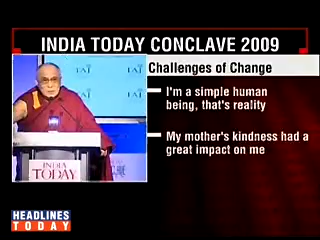 INDIA TODAY CONCLAVE 2009
Challenges of Change
I'm a simple human
being, that's reality
My mother's kindness had a
great impact on me
INDIA
TODAY
HEADLINES
TODAY